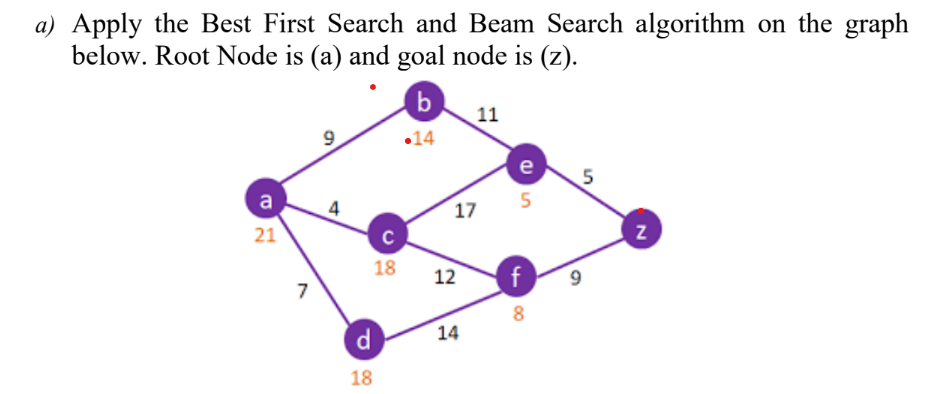 a) Apply the Best First Search and Beam Search algorithm on the graph
below. Root Node is (a) and goal node is (z).
b
11
9
14
e
5
a
4
17
5
21
c
z
18
12
f
9
7
8
d
14
18